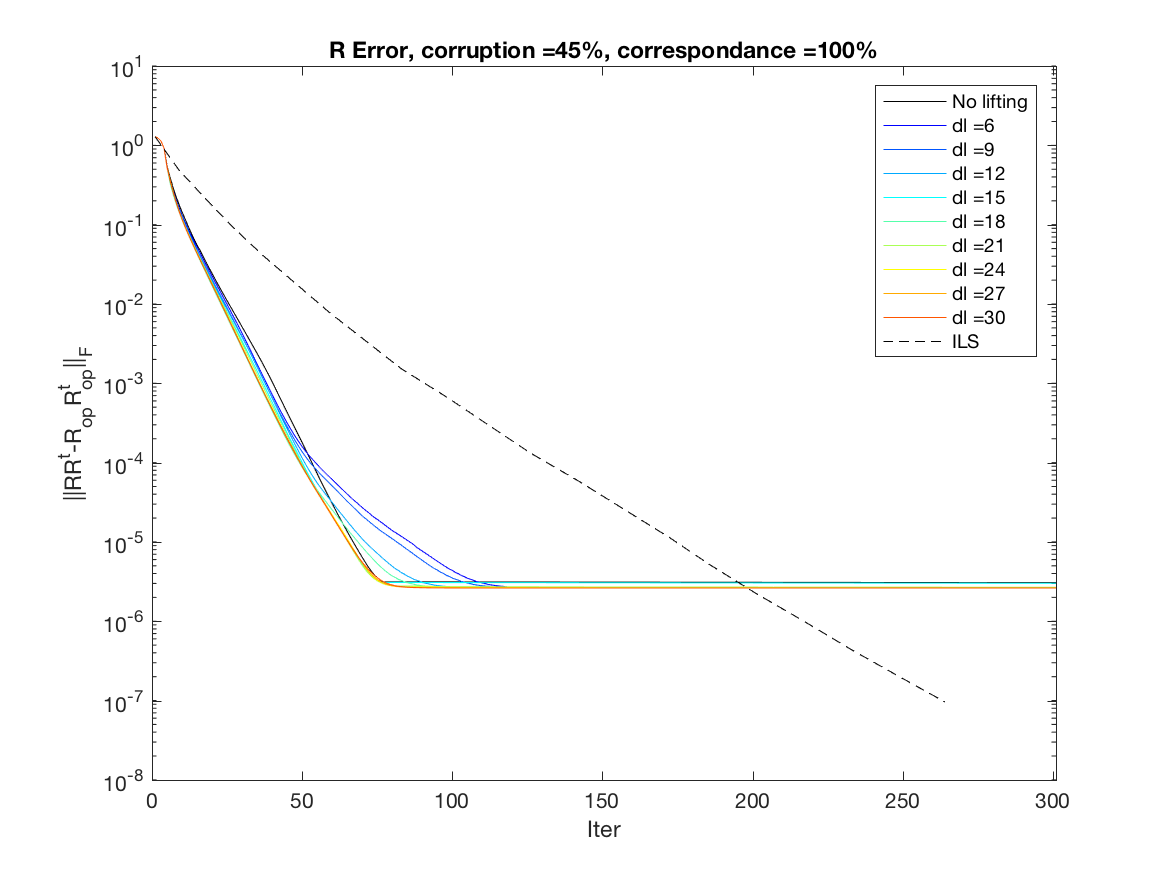 R Error, corruption =45%, correspondance =100%
10^1
10^0
10^-1
10^-2
10^-3
10^-4
10^-5
10^-6
10^-7
10^-8
||RR^t-R_op R^t_op||_F
0 50 100 150 200 250 300
Iter
No lifting
dl =6
dl =9
dl =12
dl =15
dl =18
dl =21
dl =24
dl =27
dl =30
ILS